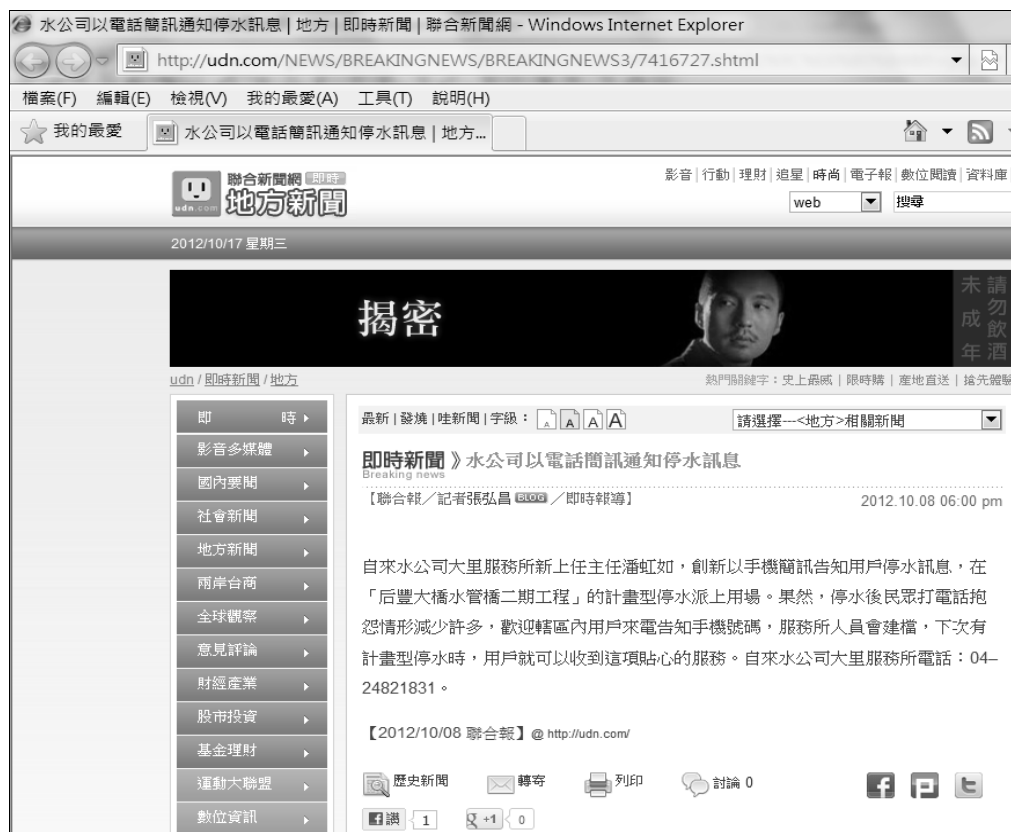 水公司以電話簡訊通知停水訊息 | 地方 | 即時新聞 | 聯合新聞網 - Windows Internet Explorer
http://udn.com/NEWS/BREAKINGNEWS/BREAKINGNEWS3/7416727.shtml
檔案(F) 編輯(E) 檢視(V) 我的最愛(A) 工具(T) 說明(H)
我的最愛 水公司以電話簡訊通知停水訊息 | 地方...
影音 | 行動 | 理財 | 追星 | 時尚 | 電子報 | 數位閱讀 | 資料庫
聯合新聞網 即時
udn.com 地方新聞
web 搜尋
2012/10/17 星期三
揭密
請勿飲酒
未成年
udn / 即時新聞 / 地方
熱門關鍵字：史上最威 | 限時購 | 產地直送 | 搶先體驗
即時
影音多媒體
國內要聞
社會新聞
地方新聞
兩岸台商
全球觀察
意見評論
財經產業
股市投資
基金理財
運動大聯盟
數位資訊
最新 | 發燒 | 哇新聞 | 字級： A A A A
請選擇---<地方>相關新聞
即時新聞 》水公司以電話簡訊通知停水訊息
Breaking news
【聯合報／記者張弘昌 BLOG ／即時報導】
2012.10.08 06:00 pm
自來水公司大里服務所新上任主任潘虹如，創新以手機簡訊告知用戶停水訊息，在
「后豐大橋水管橋二期工程」的計畫型停水派上用場。果然，停水後民眾打電話抱
怨情形減少許多，歡迎轄區內用戶來電告知手機號碼，服務所人員會建檔，下次有
計畫型停水時，用戶就可以收到這項貼心的服務。自來水公司大里服務所電話：04–
24821831。
【2012/10/08 聯合報】@ http://udn.com/
歷史新聞 轉寄 列印 討論 0
讚 1 +1 0